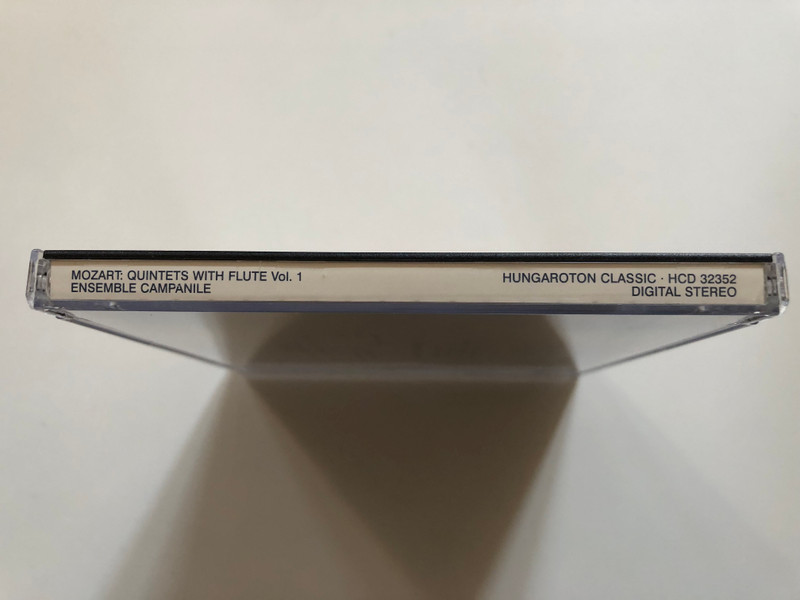 MOZART: QUINTETS WITH FLUTE Vol. 1
ENSEMBLE CAMPANILE
HUNGAROTON CLASSIC · HCD 32352
DIGITAL STEREO